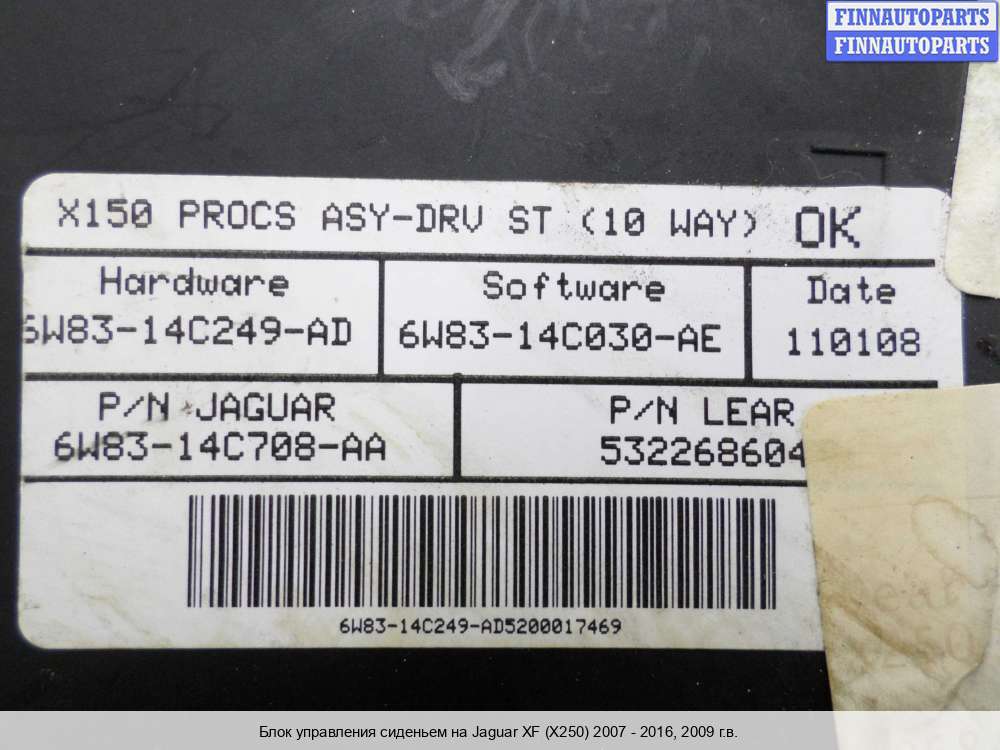 FINNAUTOPARTS
FINNAUTOPARTS
X150 PROCS ASY-DRV ST (10 WAY) OK
Hardware Software Date
6W83-14C249-AD 6W83-14C030-AE 110108
P/N JAGUAR P/N LEAR
6W83-14C708-AA 532268604
6W83-14C249-AD5200017469
Блок управления сиденьем на Jaguar XF (X250) 2007 - 2016, 2009 г.в.